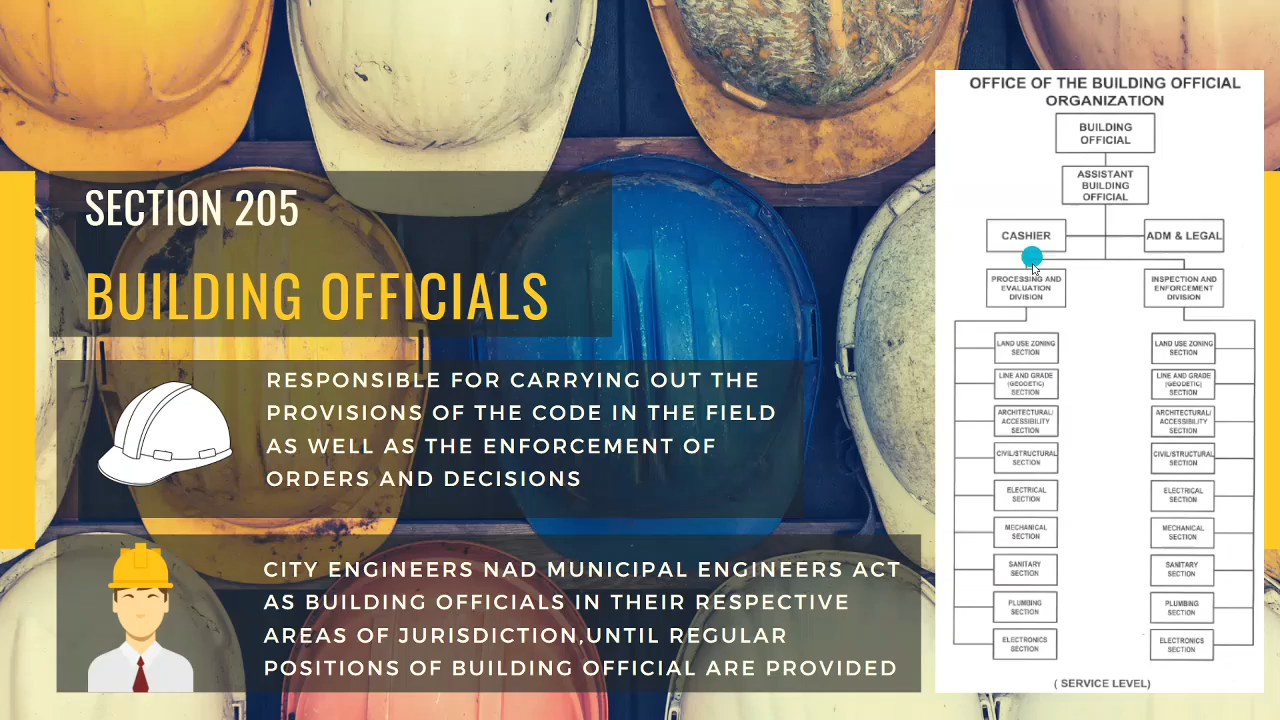 SECTION 205
BUILDING OFFICIALS
RESPONSIBLE FOR CARRYING OUT THE
PROVISIONS OF THE CODE IN THE FIELD
AS WELL AS THE ENFORCEMENT OF
ORDERS AND DECISIONS
CITY ENGINEERS NAD MUNICIPAL ENGINEERS ACT
AS BUILDING OFFICIALS IN THEIR RESPECTIVE
AREAS OF JURISDICTION,UNTIL REGULAR
POSITIONS OF BUILDING OFFICIAL ARE PROVIDED
OFFICE OF THE BUILDING OFFICIAL
ORGANIZATION
BUILDING
OFFICIAL
ASSISTANT
BUILDING
OFFICIAL
CASHIER
ADM & LEGAL
PROCESSING AND
EVALUATION
DIVISION
INSPECTION AND
ENFORCEMENT
DIVISION
LAND USE ZONING
SECTION
LINE AND GRADE
(GEODETIC)
SECTION
ARCHITECTURAL/
ACCESSIBILITY
SECTION
CIVIL/STRUCTURAL
SECTION
ELECTRICAL
SECTION
MECHANICAL
SECTION
SANITARY
SECTION
PLUMBING
SECTION
ELECTRONICS
SECTION
LAND USE ZONING
SECTION
LINE AND GRADE
(GEODETIC)
SECTION
ARCHITECTURAL/
ACCESSIBILITY
SECTION
CIVIL/STRUCTURAL
SECTION
ELECTRICAL
SECTION
MECHANICAL
SECTION
SANITARY
SECTION
PLUMBING
SECTION
ELECTRONICS
SECTION
( SERVICE LEVEL)